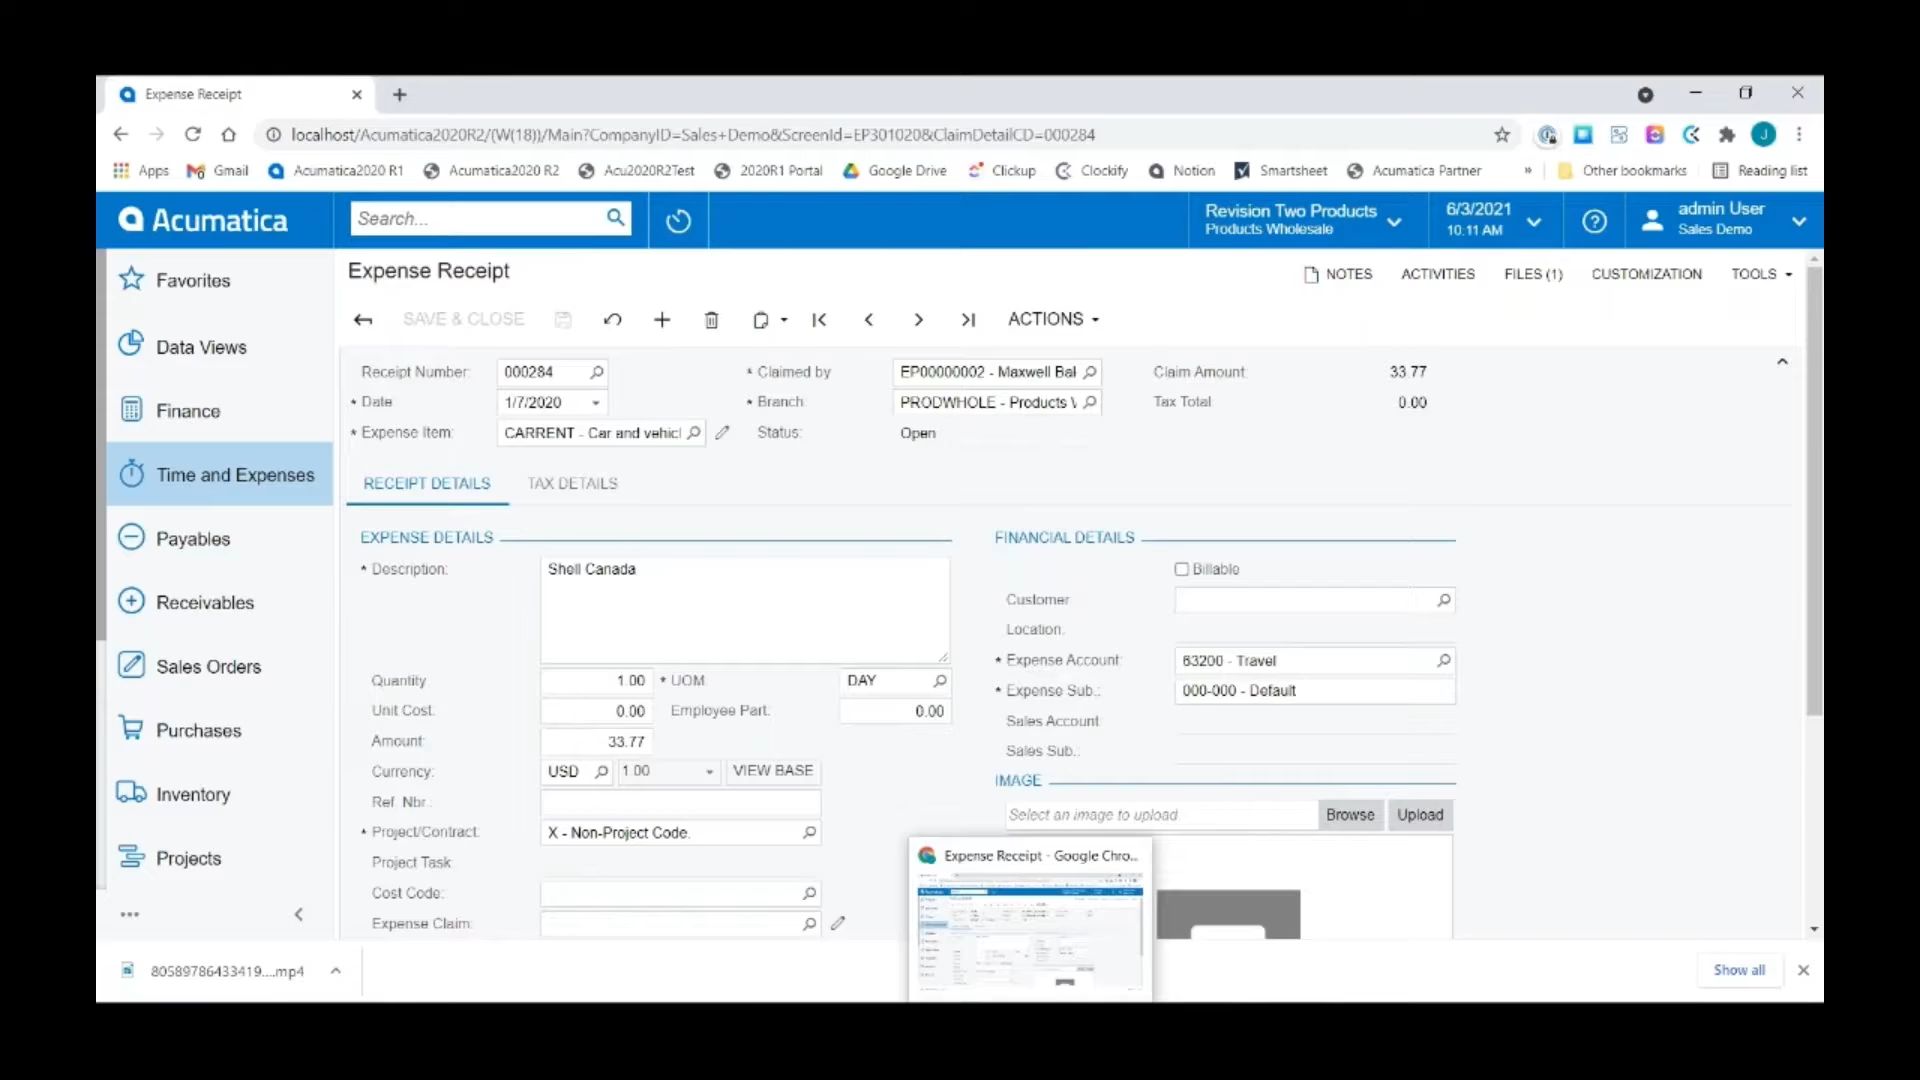 Expense Receipt
localhost/Acumatica2020R2/(W(18))/Main?CompanyID=Sales+Demo&ScreenId=EP301020&ClaimDetailCD=000284
J
Apps Gmail Acumatica2020 R1 Acumatica2020 R2 Acu2020R2Test 2020R1 Portal Google Drive Clickup Clockify Notion Smartsheet Acumatica Partner » Other bookmarks Reading list
Acumatica
Search...
Revision Two Products
Products Wholesale
6/3/2021
10:11 AM
admin User
Sales Demo
Favorites
Data Views
Finance
Time and Expenses
Payables
Receivables
Sales Orders
Purchases
Inventory
Projects
Expense Receipt
NOTES ACTIVITIES FILES (1) CUSTOMIZATION TOOLS
SAVE & CLOSE ACTIONS
Receipt Number: 000284 * Claimed by EP00000002 - Maxwell Bal Claim Amount: 33.77
* Date: 1/7/2020 * Branch: PRODWHOLE - Products Tax Total: 0.00
* Expense Item: CARRENT - Car and vehicl Status: Open
RECEIPT DETAILS TAX DETAILS
EXPENSE DETAILS FINANCIAL DETAILS
* Description: Shell Canada Billable
Customer
Location:
* Expense Account: 63200 - Travel
Quantity: 1.00 * UOM: DAY * Expense Sub.: 000-000 - Default
Unit Cost: 0.00 Employee Part: 0.00 Sales Account
Amount: 33.77 Sales Sub.:
Currency: USD 1.00 VIEW BASE IMAGE
Ref. Nbr.: Select an image to upload Browse Upload
* Project/Contract: X - Non-Project Code.
Project Task
Cost Code:
Expense Claim:
Expense Receipt - Google Chro...
80589786433419....mp4 Show all